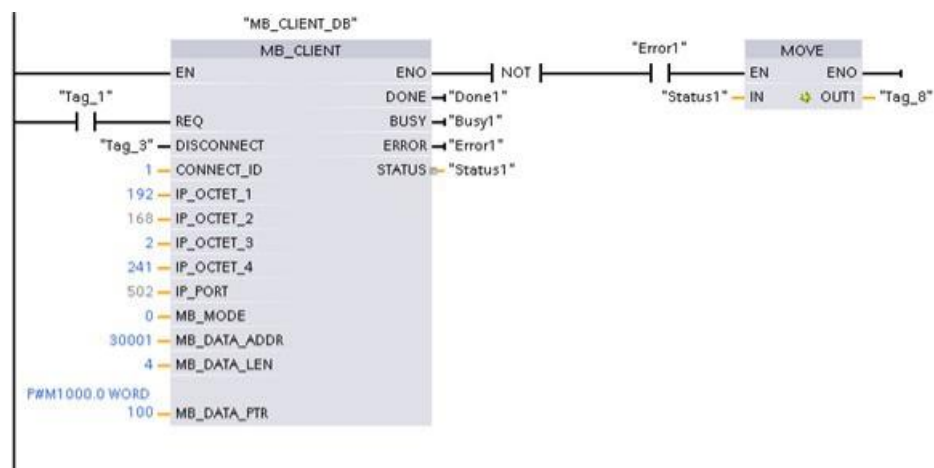 "MB_CLIENT_DB"
MB_CLIENT
"Error1"
MOVE
EN
ENO
NOT
EN
ENO
"Tag_1"
DONE
"Done1"
"Status1"
IN
OUT1
"Tag_8"
REQ
BUSY
"Busy1"
"Tag_3"
DISCONNECT
ERROR
"Error1"
1
CONNECT_ID
STATUS
"Status1"
192
IP_OCTET_1
168
IP_OCTET_2
2
IP_OCTET_3
241
IP_OCTET_4
502
IP_PORT
0
MB_MODE
30001
MB_DATA_ADDR
4
MB_DATA_LEN
P#M1000.0 WORD
100
MB_DATA_PTR